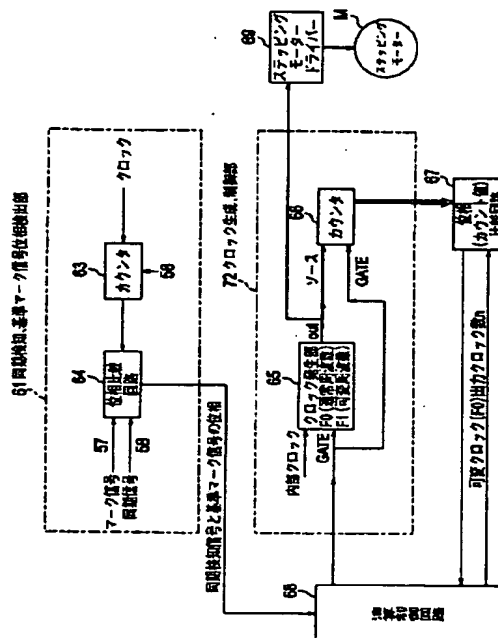 61 同期検知、基準マーク信号位相検出部
クロック
63
カウンタ
58
64
位相比較
回路
57
58
マーク信号
同期信号
同期検知信号と基準マーク信号の位相
69
ステッピング
モーター
ドライバー
M
ステッピング
モーター
72 クロック生成、制御部
66
カウンタ
ソース
GATE
out
65
クロック発生部
F0(通常周波数)
F1(可変周波数)
内部クロック
GATE
67
位相
(カウント値)
比較回路
可変クロック(F0)出力クロック数n
68
演算制御回路